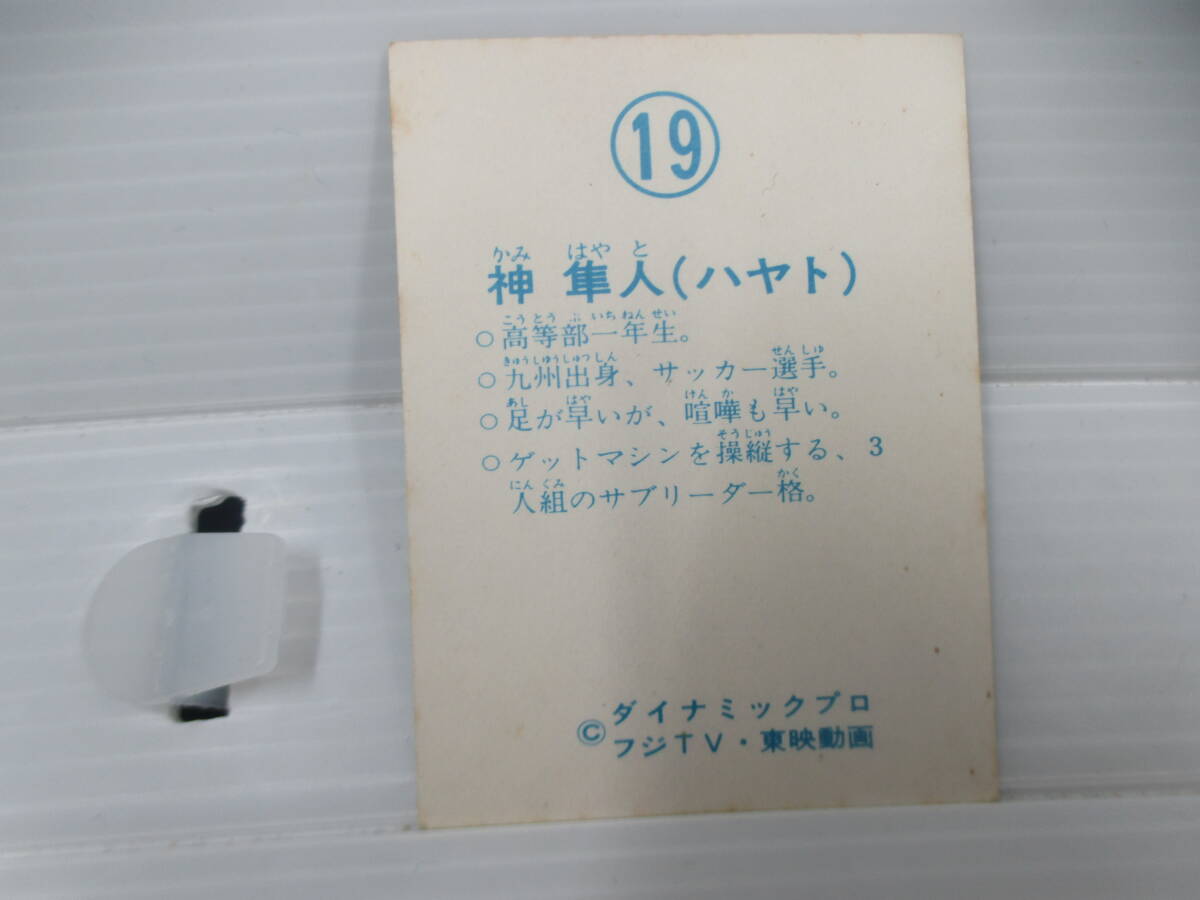 19
かみ はや と
神 隼人(ハヤト)
こうとう ぶ いち ねん せい
○高等部一年生。
きゅうしゆうしゅっしん せんしゅ
○九州出身、サッカー選手。
あし はや けん か はや
○足が早いが、喧嘩も早い。
そうじゅう
○ゲットマシンを操縦する、3
にん くみ かく
人組のサブリーダー格。
ダイナミックプロ
© フジTV・東映動画